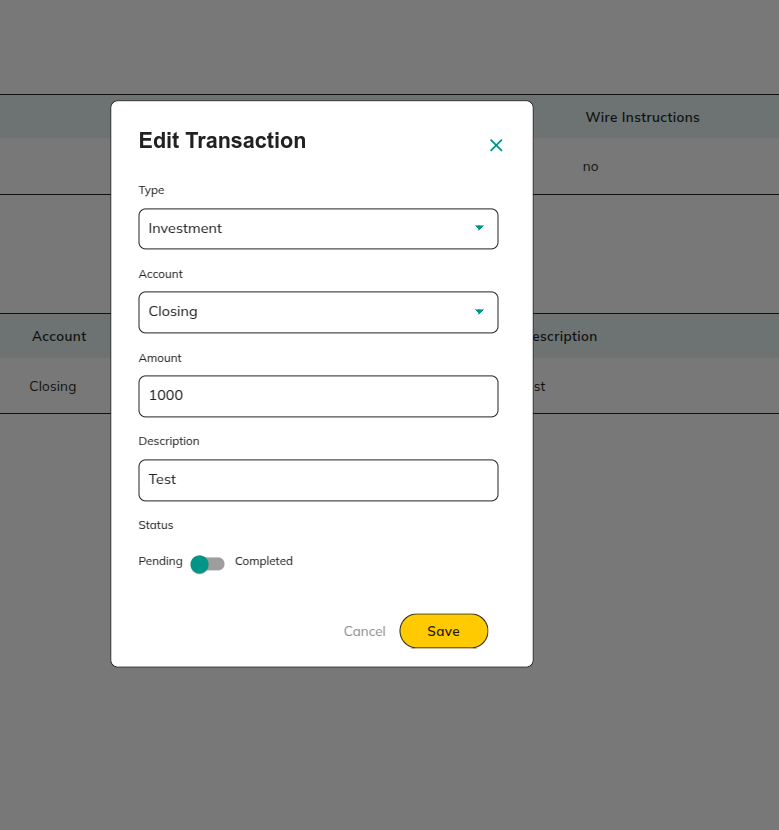 Wire Instructions
Edit Transaction
no
Type
Investment
Account
Closing
Account
escription
Amount
Closing
1000
st
Description
Test
Status
Pending Completed
Cancel Save